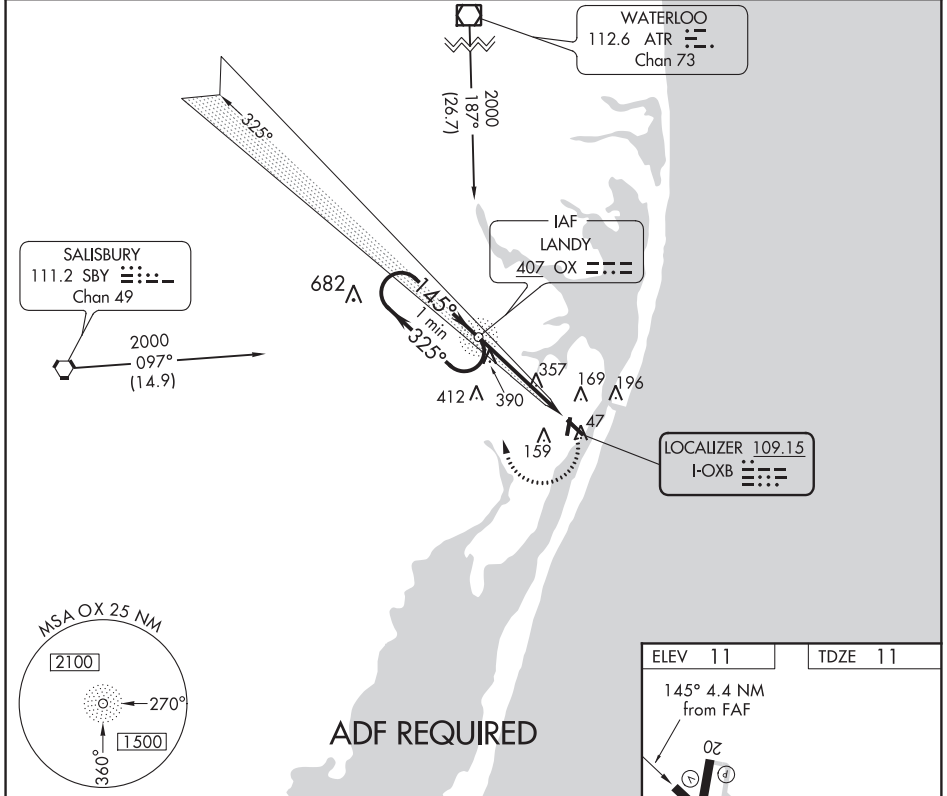 WATERLOO
112.6 ATR
Chan 73
2000
187°
(26.7)
325°
IAF
LANDY
407 OX
SALISBURY
111.2 SBY
Chan 49
2000
097°
(14.9)
682
145°
1 min
325°
412
390
357
169
196
47
159
LOCALIZER 109.15
I-OXB
MSA OX 25 NM
2100
270°
1500
360°
ADF REQUIRED
ELEV 11
TDZE 11
145° 4.4 NM
from FAF
20
V
P